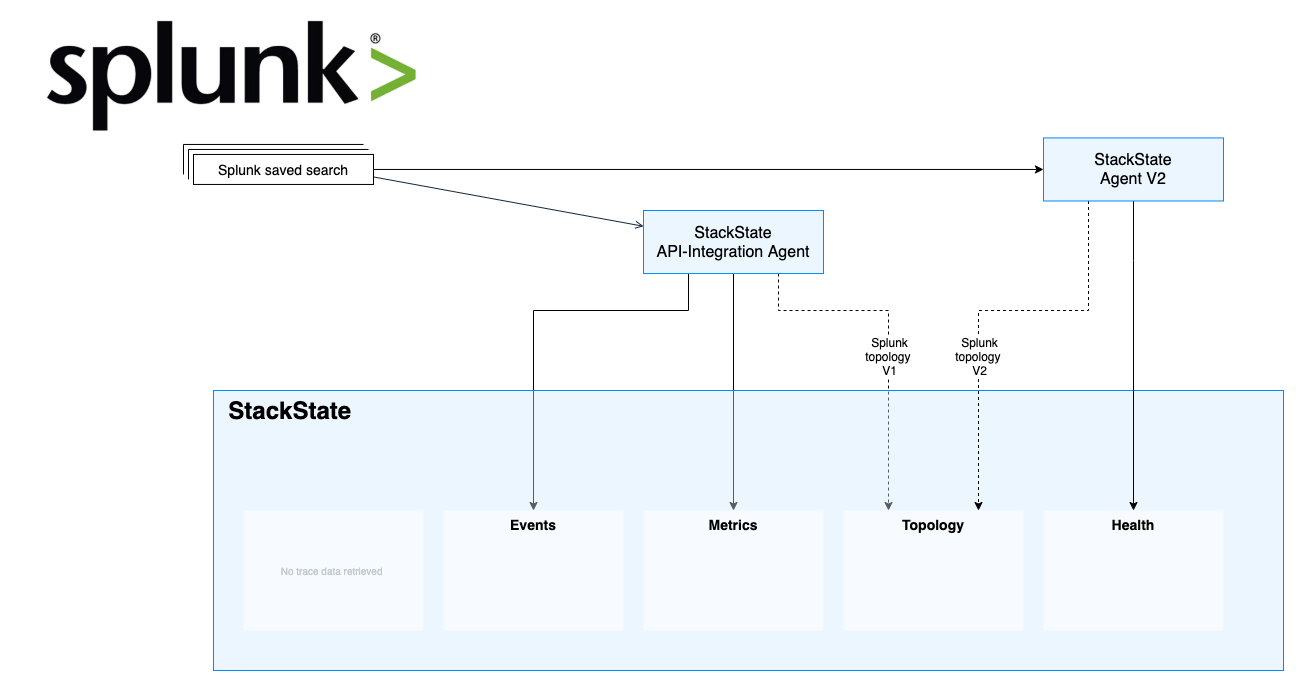 splunk>®
Splunk saved search
StackState
Agent V2
StackState
API-Integration Agent
Splunk
topology
V1
Splunk
topology
V2
StackState
No trace data retrieved
Events
Metrics
Topology
Health